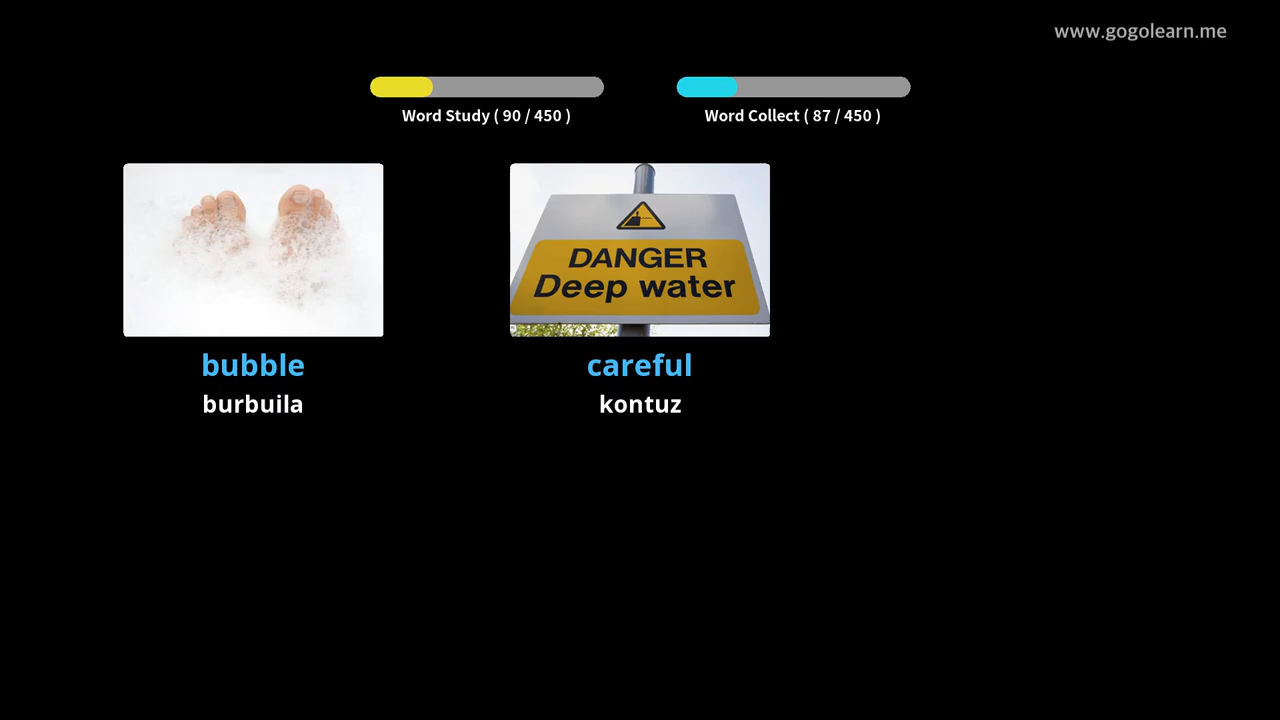 www.gogolearn.me
Word Study ( 90 / 450 )
Word Collect ( 87 / 450 )
DANGER
Deep water
bubble
careful
burbuila
kontuz